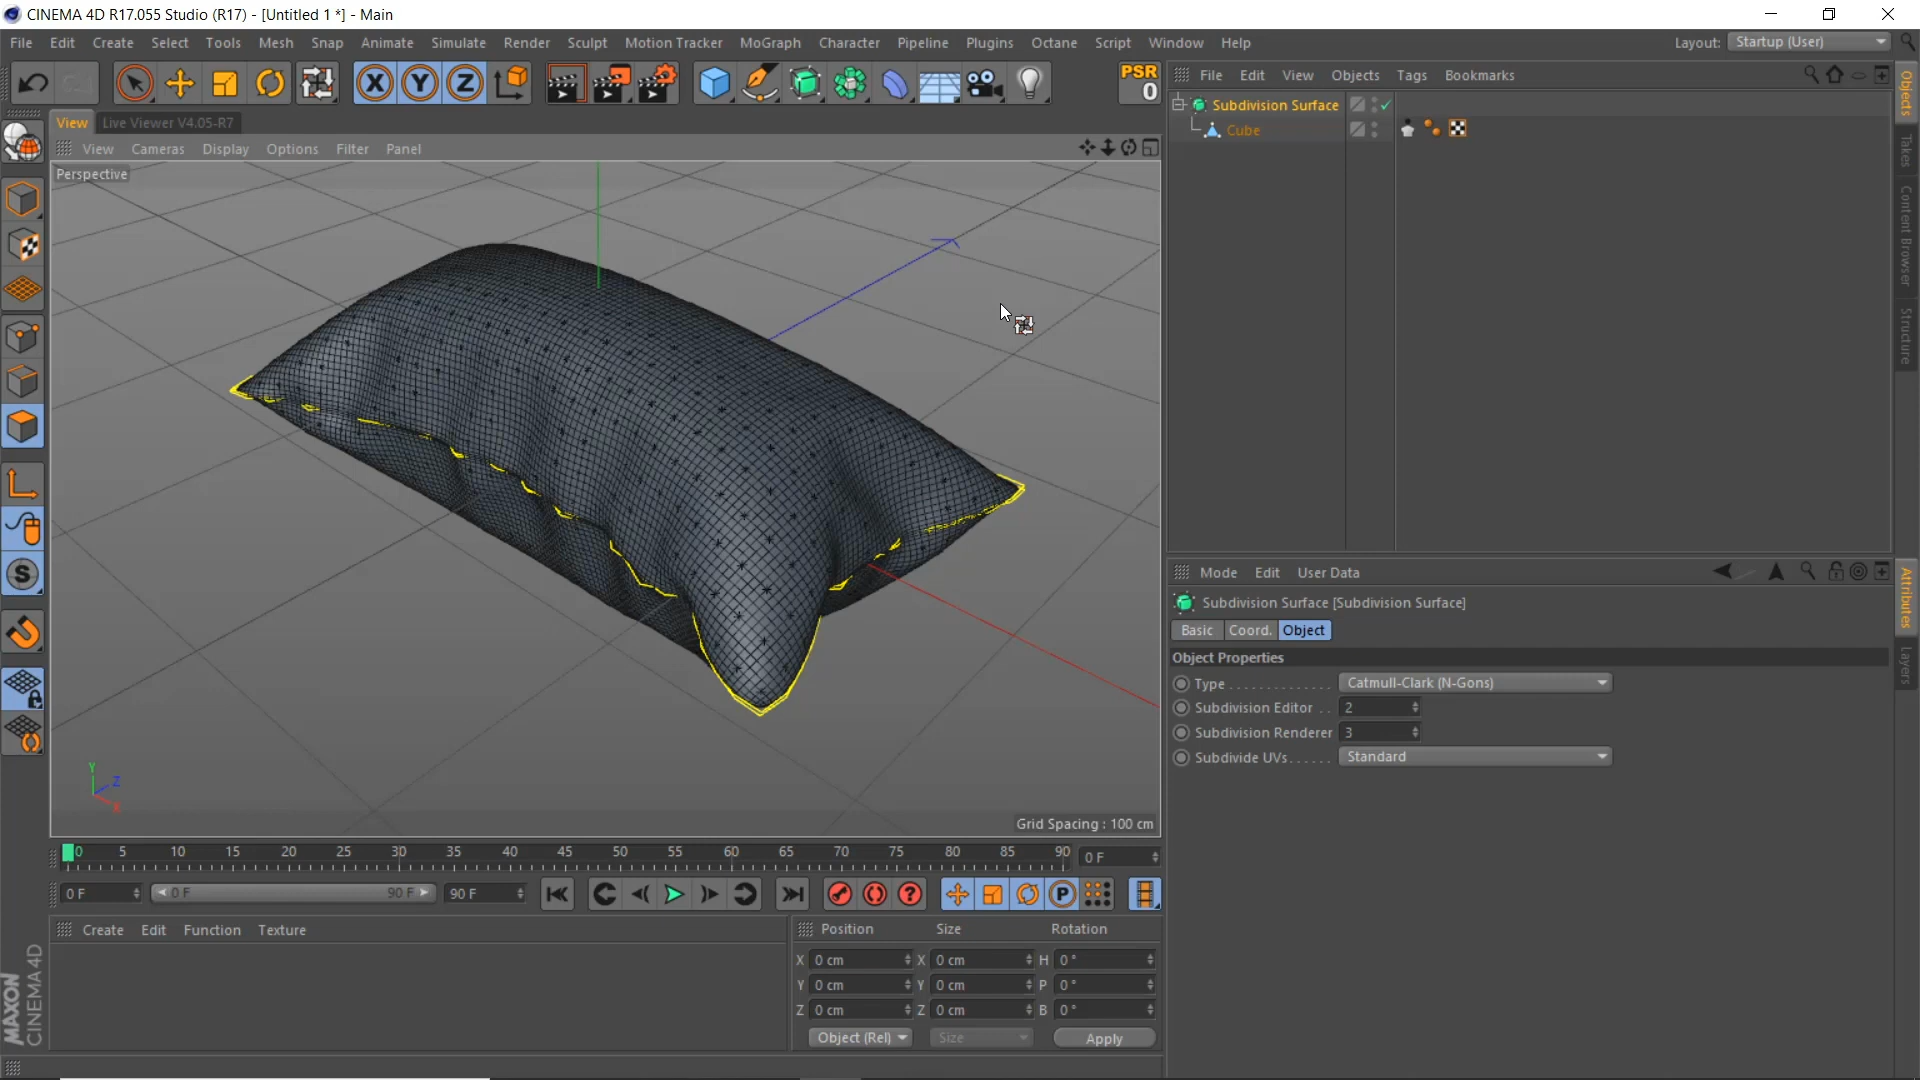 CINEMA 4D R17.055 Studio (R17) - [Untitled 1 *] - Main
File Edit Create Select Tools Mesh Snap Animate Simulate Render Sculpt Motion Tracker MoGraph Character Pipeline Plugins Octane Script Window Help
Layout: Startup (User)
X Y Z
PSR
0
View Live Viewer V4.05-R7
View Cameras Display Options Filter Panel
Perspective
Y
Z
X
Grid Spacing : 100 cm
S
File Edit View Objects Tags Bookmarks
Subdivision Surface
Cube
Objects
Takes
Content Browser
Structure
Mode Edit User Data
Subdivision Surface [Subdivision Surface]
Basic Coord. Object
Object Properties
Type . . . . . . . . . . . . . Catmull-Clark (N-Gons)
Subdivision Editor . . 2
Subdivision Renderer 3
Subdivide UVs. . . . . . Standard
Attributes
Layers
0 5 10 15 20 25 30 35 40 45 50 55 60 65 70 75 80 85 90 0 F
0 F 0 F 90 F 90 F
? P
Create Edit Function Texture
Position Size Rotation
X 0 cm X 0 cm H 0 °
Y 0 cm Y 0 cm P 0 °
Z 0 cm Z 0 cm B 0 °
Object (Rel) Size Apply
MAXON
CINEMA 4D